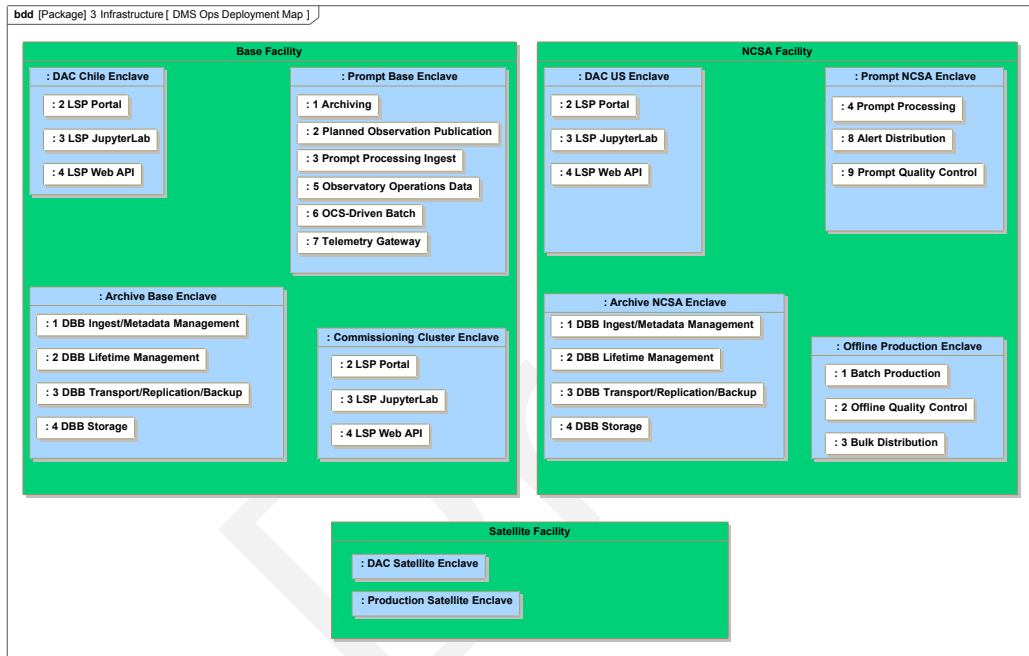 bdd [Package] 3 Infrastructure [ DMS Ops Deployment Map ]
Base Facility
: DAC Chile Enclave
: 2 LSP Portal
: 3 LSP JupyterLab
: 4 LSP Web API
: Prompt Base Enclave
: 1 Archiving
: 2 Planned Observation Publication
: 3 Prompt Processing Ingest
: 5 Observatory Operations Data
: 6 OCS-Driven Batch
: 7 Telemetry Gateway
: Archive Base Enclave
: 1 DBB Ingest/Metadata Management
: 2 DBB Lifetime Management
: 3 DBB Transport/Replication/Backup
: 4 DBB Storage
: Commissioning Cluster Enclave
: 2 LSP Portal
: 3 LSP JupyterLab
: 4 LSP Web API
NCSA Facility
: DAC US Enclave
: 2 LSP Portal
: 3 LSP JupyterLab
: 4 LSP Web API
: Prompt NCSA Enclave
: 4 Prompt Processing
: 8 Alert Distribution
: 9 Prompt Quality Control
: Archive NCSA Enclave
: 1 DBB Ingest/Metadata Management
: 2 DBB Lifetime Management
: 3 DBB Transport/Replication/Backup
: 4 DBB Storage
: Offline Production Enclave
: 1 Batch Production
: 2 Offline Quality Control
: 3 Bulk Distribution
Satellite Facility
: DAC Satellite Enclave
: Production Satellite Enclave